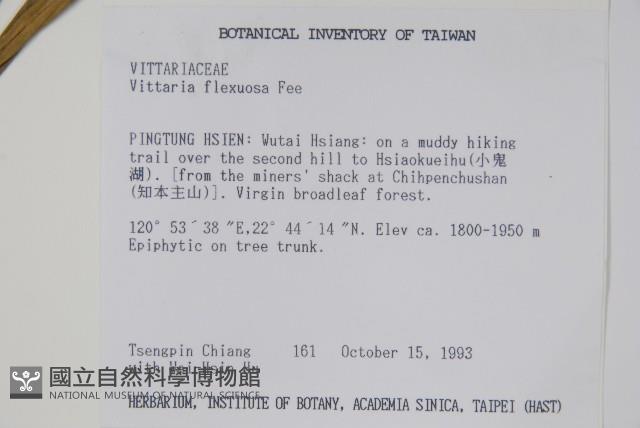 BOTANICAL INVENTORY OF TAIWAN
VITTARIACEAE
Vittaria flexuosa Fee
PINGTUNG HSIEN: Wutai Hsiang: on a muddy hiking
trail over the second hill to Hsiaokueihu(小鬼
湖). [from the miners' shack at Chihpenchushan
(知本主山)]. Virgin broadleaf forest.
120° 53´38 ″E,22° 44´14 ″N. Elev ca. 1800-1950 m
Epiphytic on tree trunk.
Tsengpin Chiang 161 October 15, 1993
with
國立自然科學博物館
NATIONAL MUSEUM OF NATURAL SCIENCE
HERBARIUM, INSTITUTE OF BOTANY, ACADEMIA SINICA, TAIPEI (HAST)